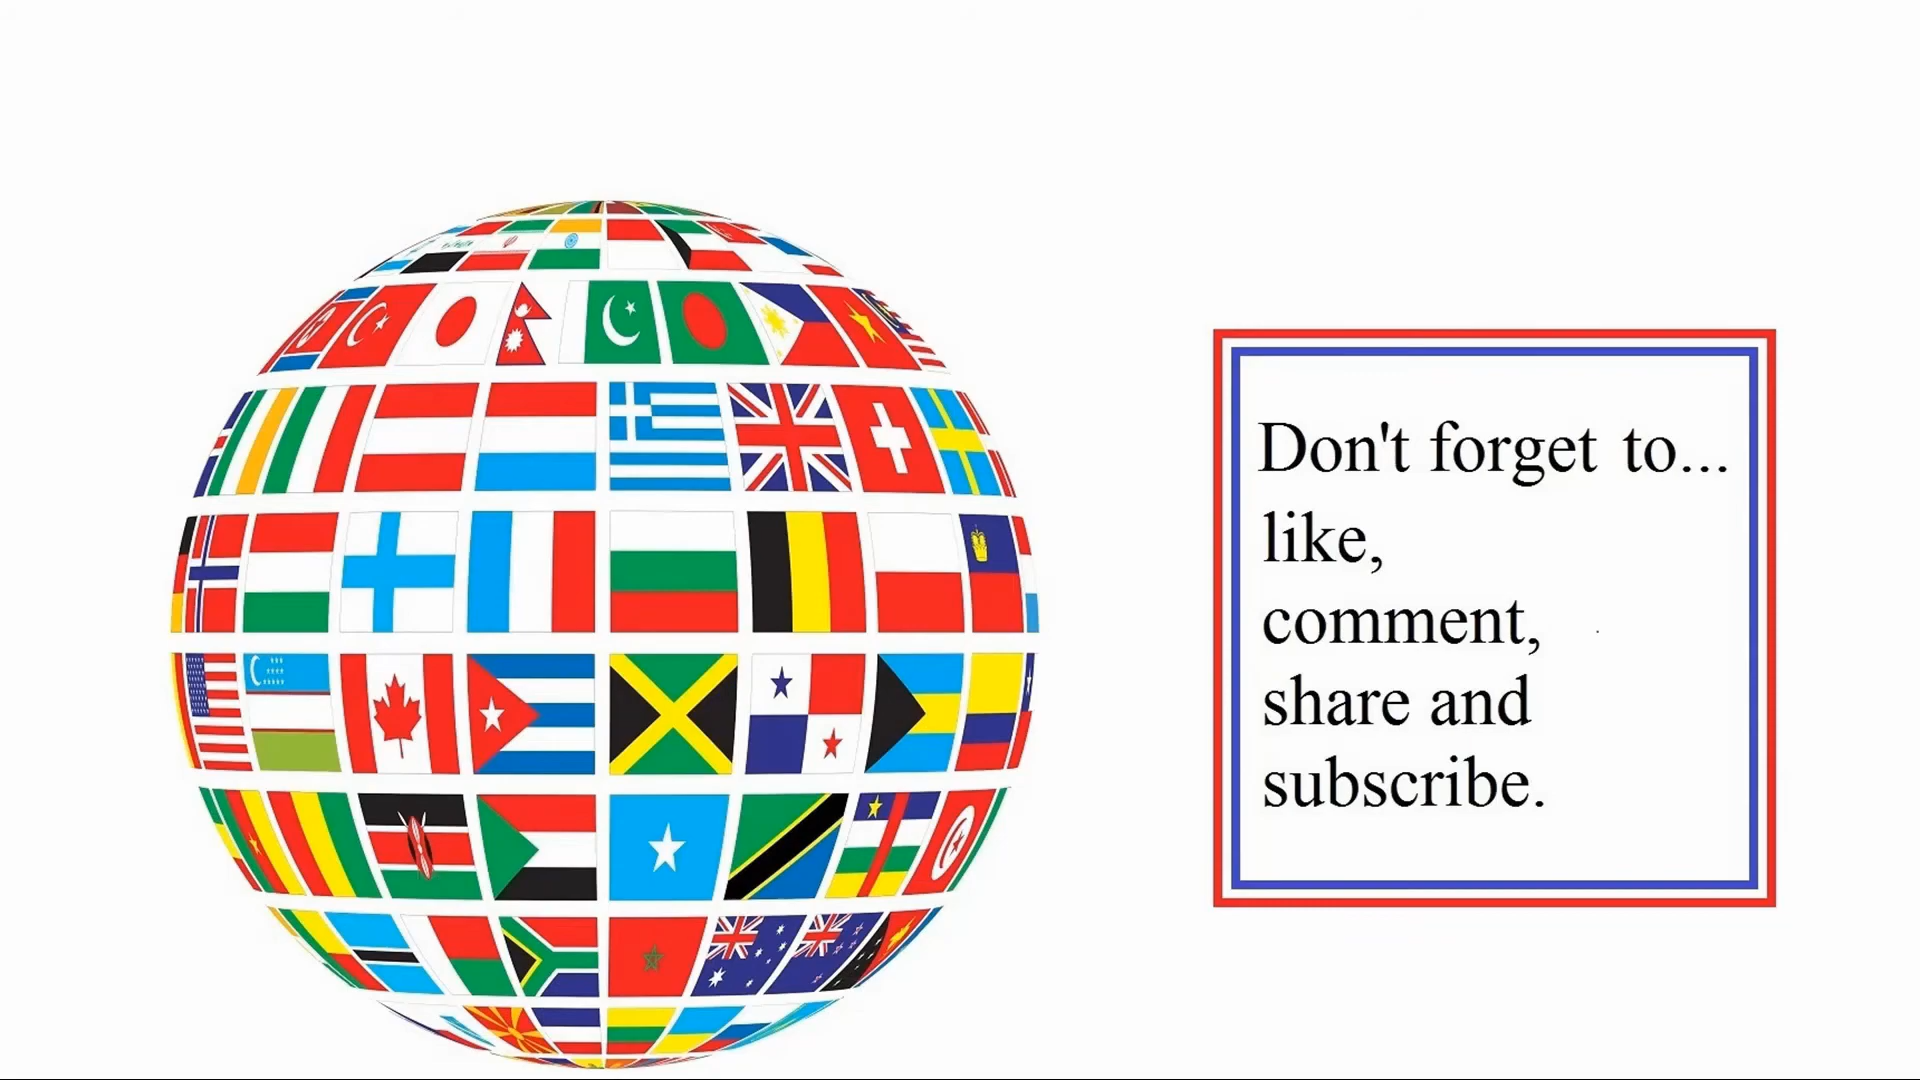 Don't forget to...
like,
comment,
share and
subscribe.